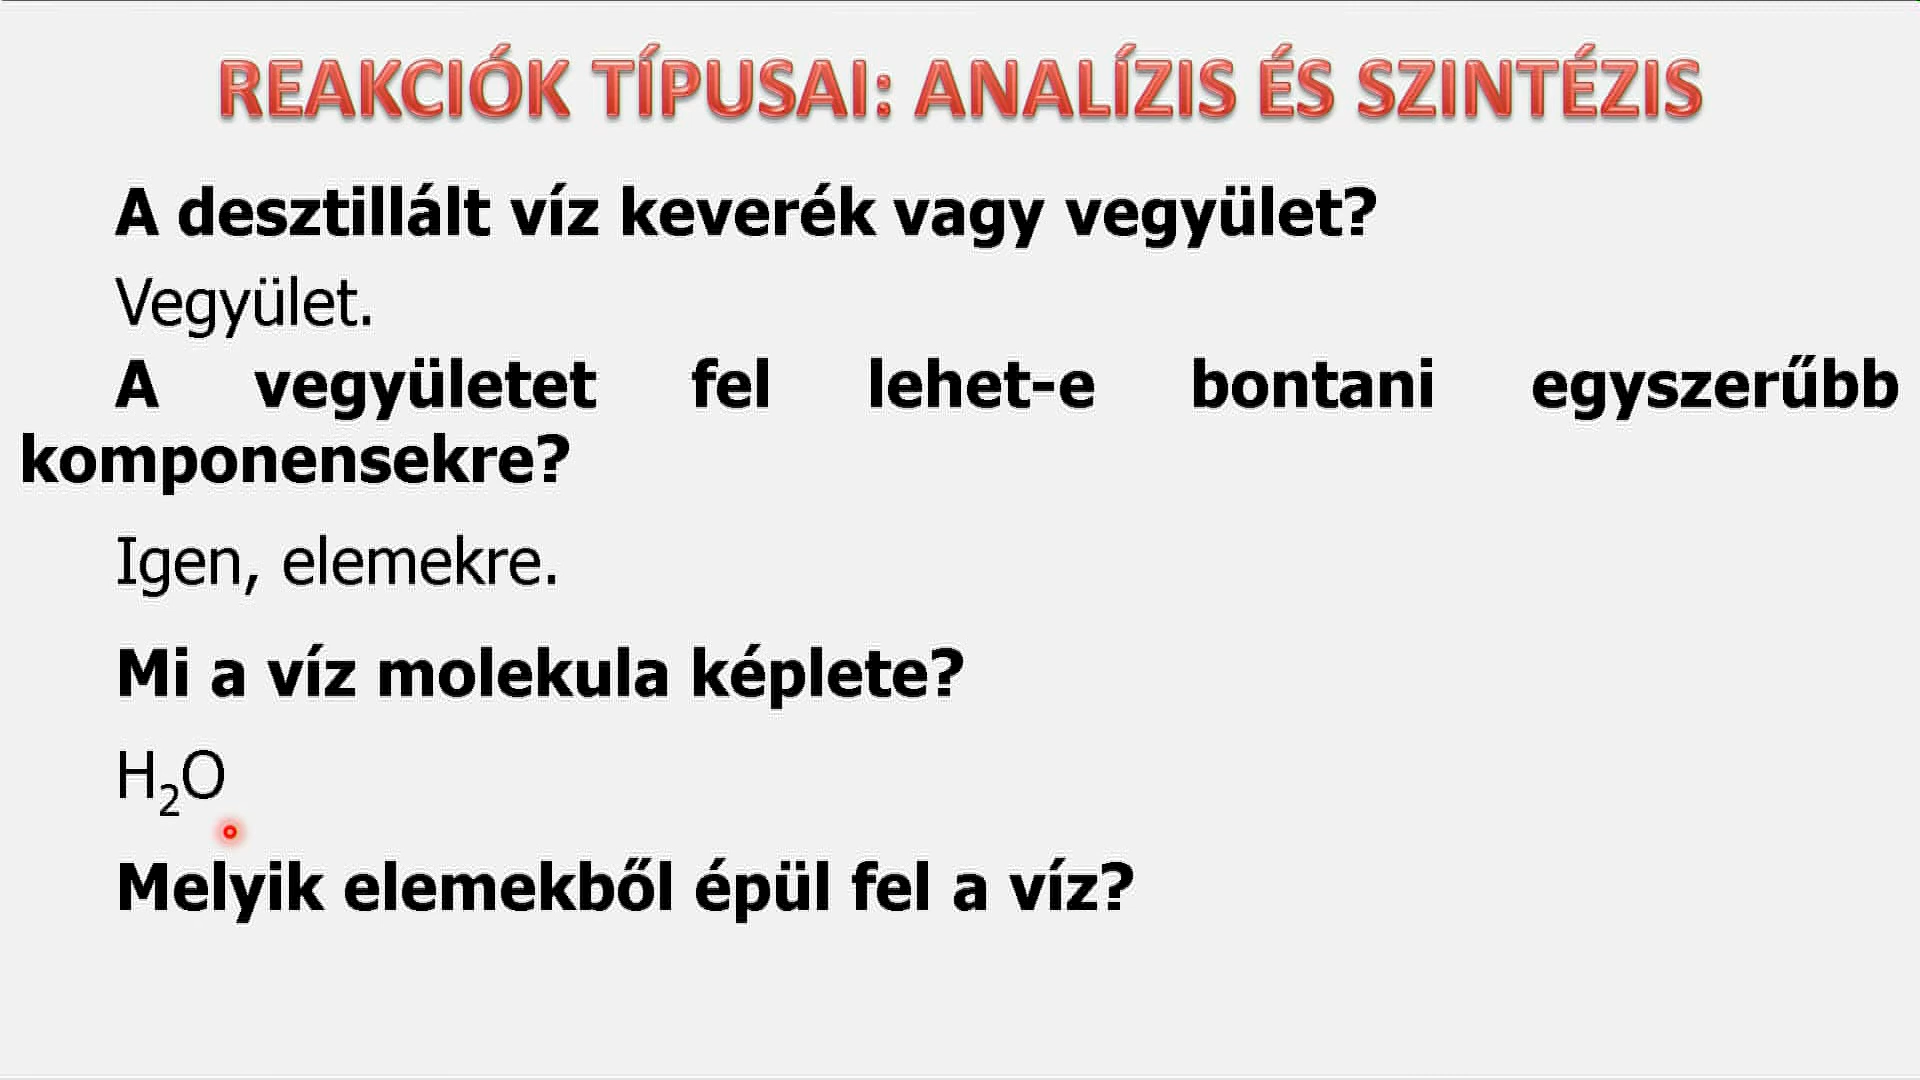 REAKCIÓK TÍPUSAI: ANALÍZIS ÉS SZINTÉZIS
A desztillált víz keverék vagy vegyület?
Vegyület.
A vegyületet fel lehet-e bontani egyszerűbb
komponensekre?
Igen, elemekre.
Mi a víz molekula képlete?
H₂O
Melyik elemekből épül fel a víz?